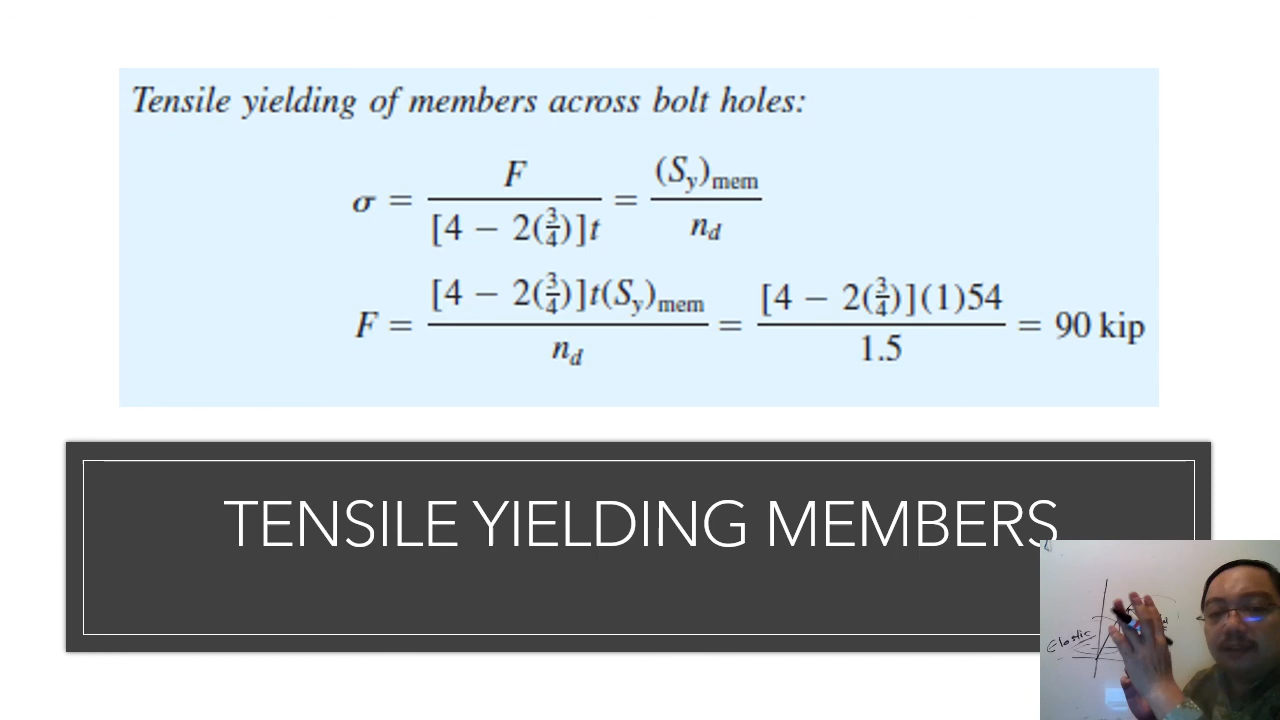 Tensile yielding of members across bolt holes:
σ = F / [4 − 2(3/4)]t = (S_y)_mem / n_d
F = [4 − 2(3/4)]t(S_y)_mem / n_d = [4 − 2(3/4)](1)54 / 1.5 = 90 kip
TENSILE YIELDING MEMBERS
Elastic